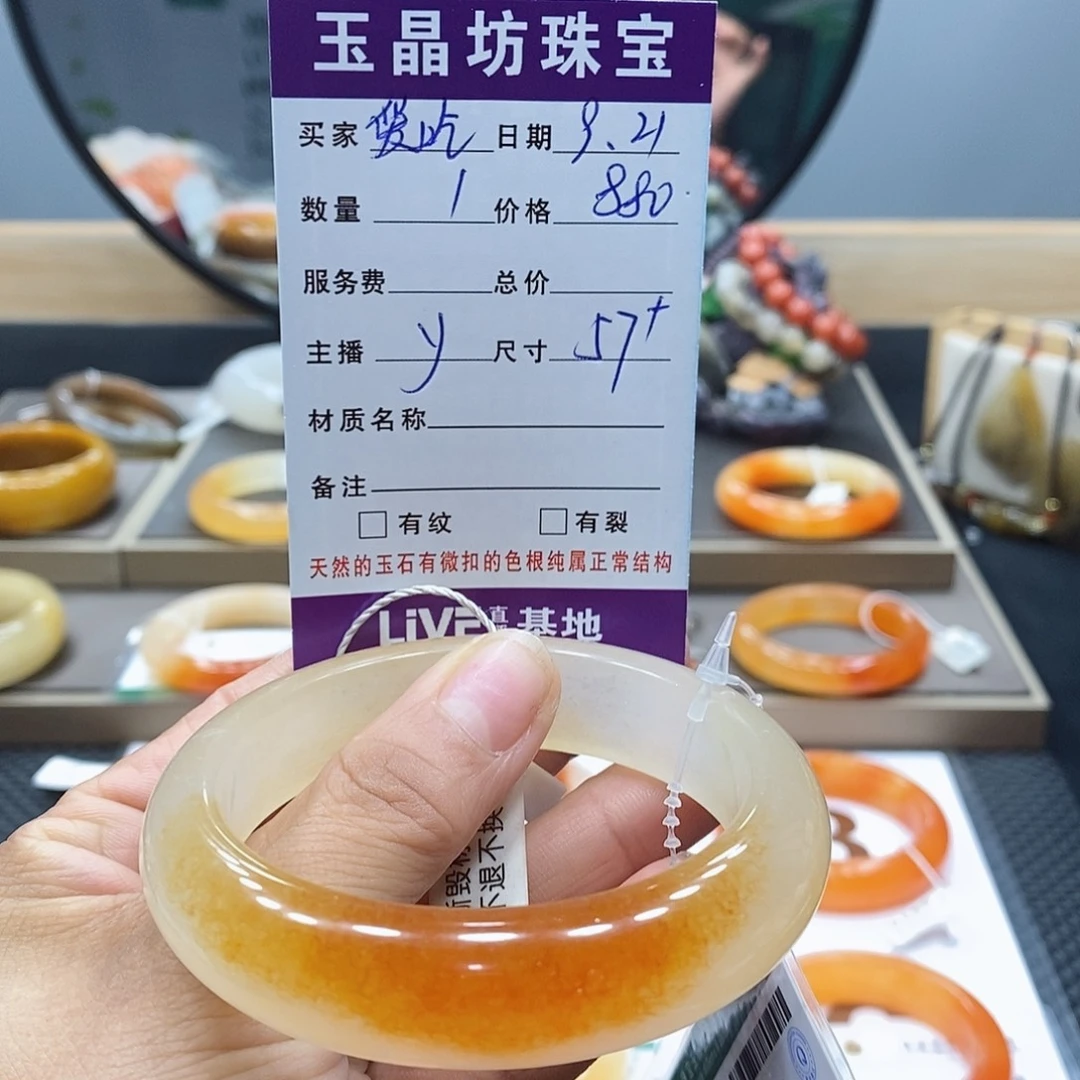 玉晶坊珠宝
买家 爱吃 日期 9.21
数量 1 价格 880
服务费 总价
主播 y 尺寸 57+
材质名称
备注
有纹 有裂
天然的玉石有微扣的色根纯属正常结构
LIVE 基地
不退不换